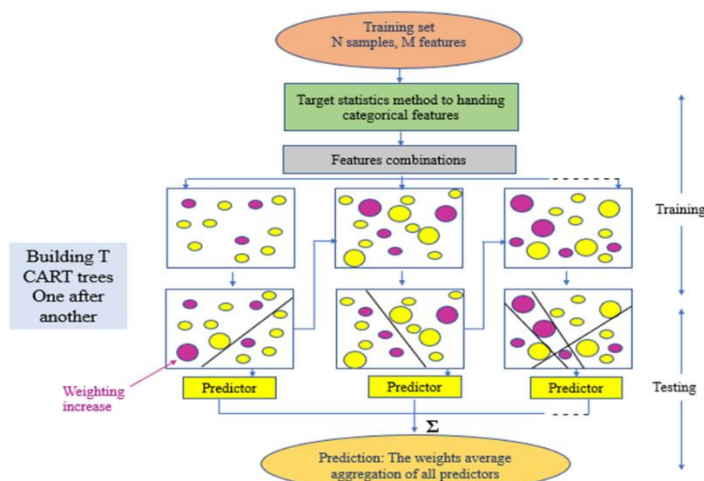 Training set
N samples, M features
Target statistics method to handing
categorical features
Features combinations
Training
Building T
CART trees
One after
another
Weighting
increase
Predictor
Predictor
Predictor
Testing
Σ
Prediction: The weights average
aggregation of all predictors